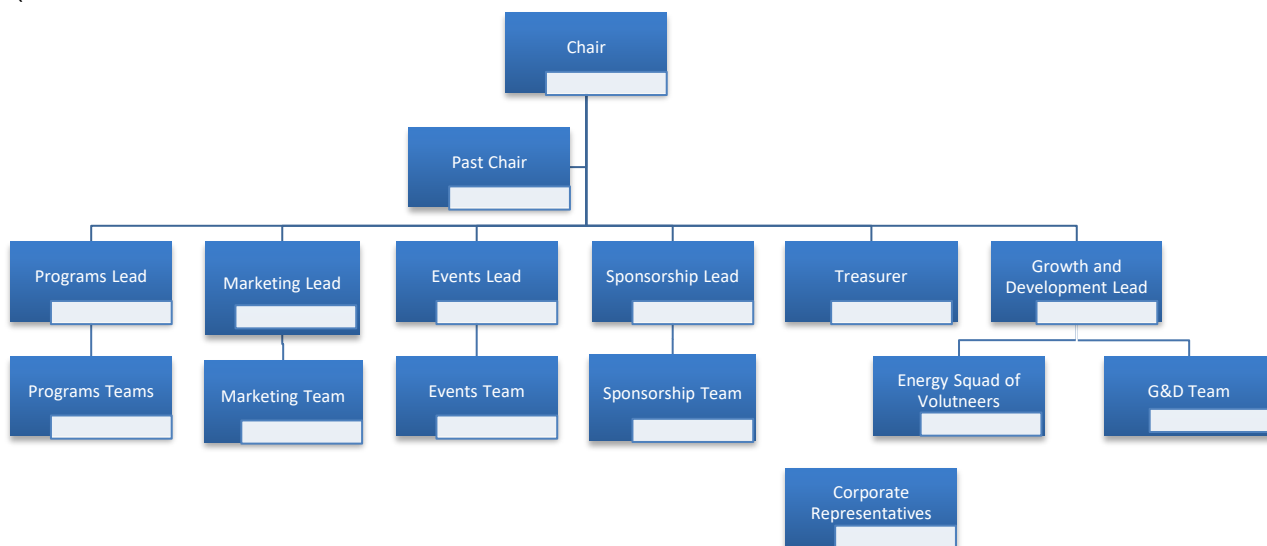 Chair
Past Chair
Programs Lead
Marketing Lead
Events Lead
Sponsorship Lead
Treasurer
Growth and
Development Lead
Programs Teams
Marketing Team
Events Team
Sponsorship Team
Energy Squad of
Volutneers
G&D Team
Corporate
Representatives